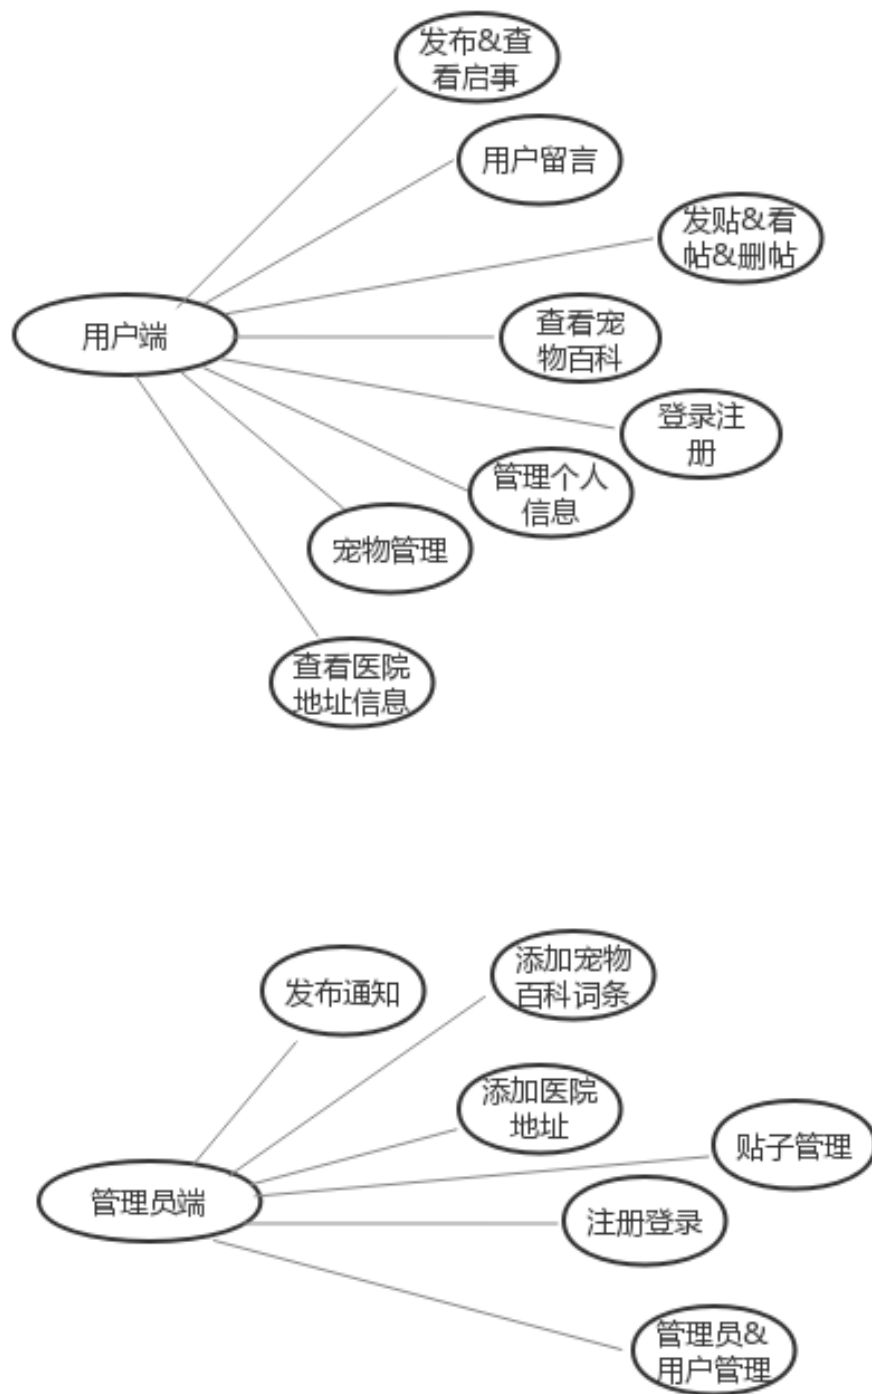 发布&查
看启事
用户留言
发贴&看
帖&删帖
用户端
查看宠
物百科
登录注
册
管理个人
信息
宠物管理
查看医院
地址信息
添加宠物
百科词条
发布通知
添加医院
地址
贴子管理
管理员端
注册登录
管理员&
用户管理